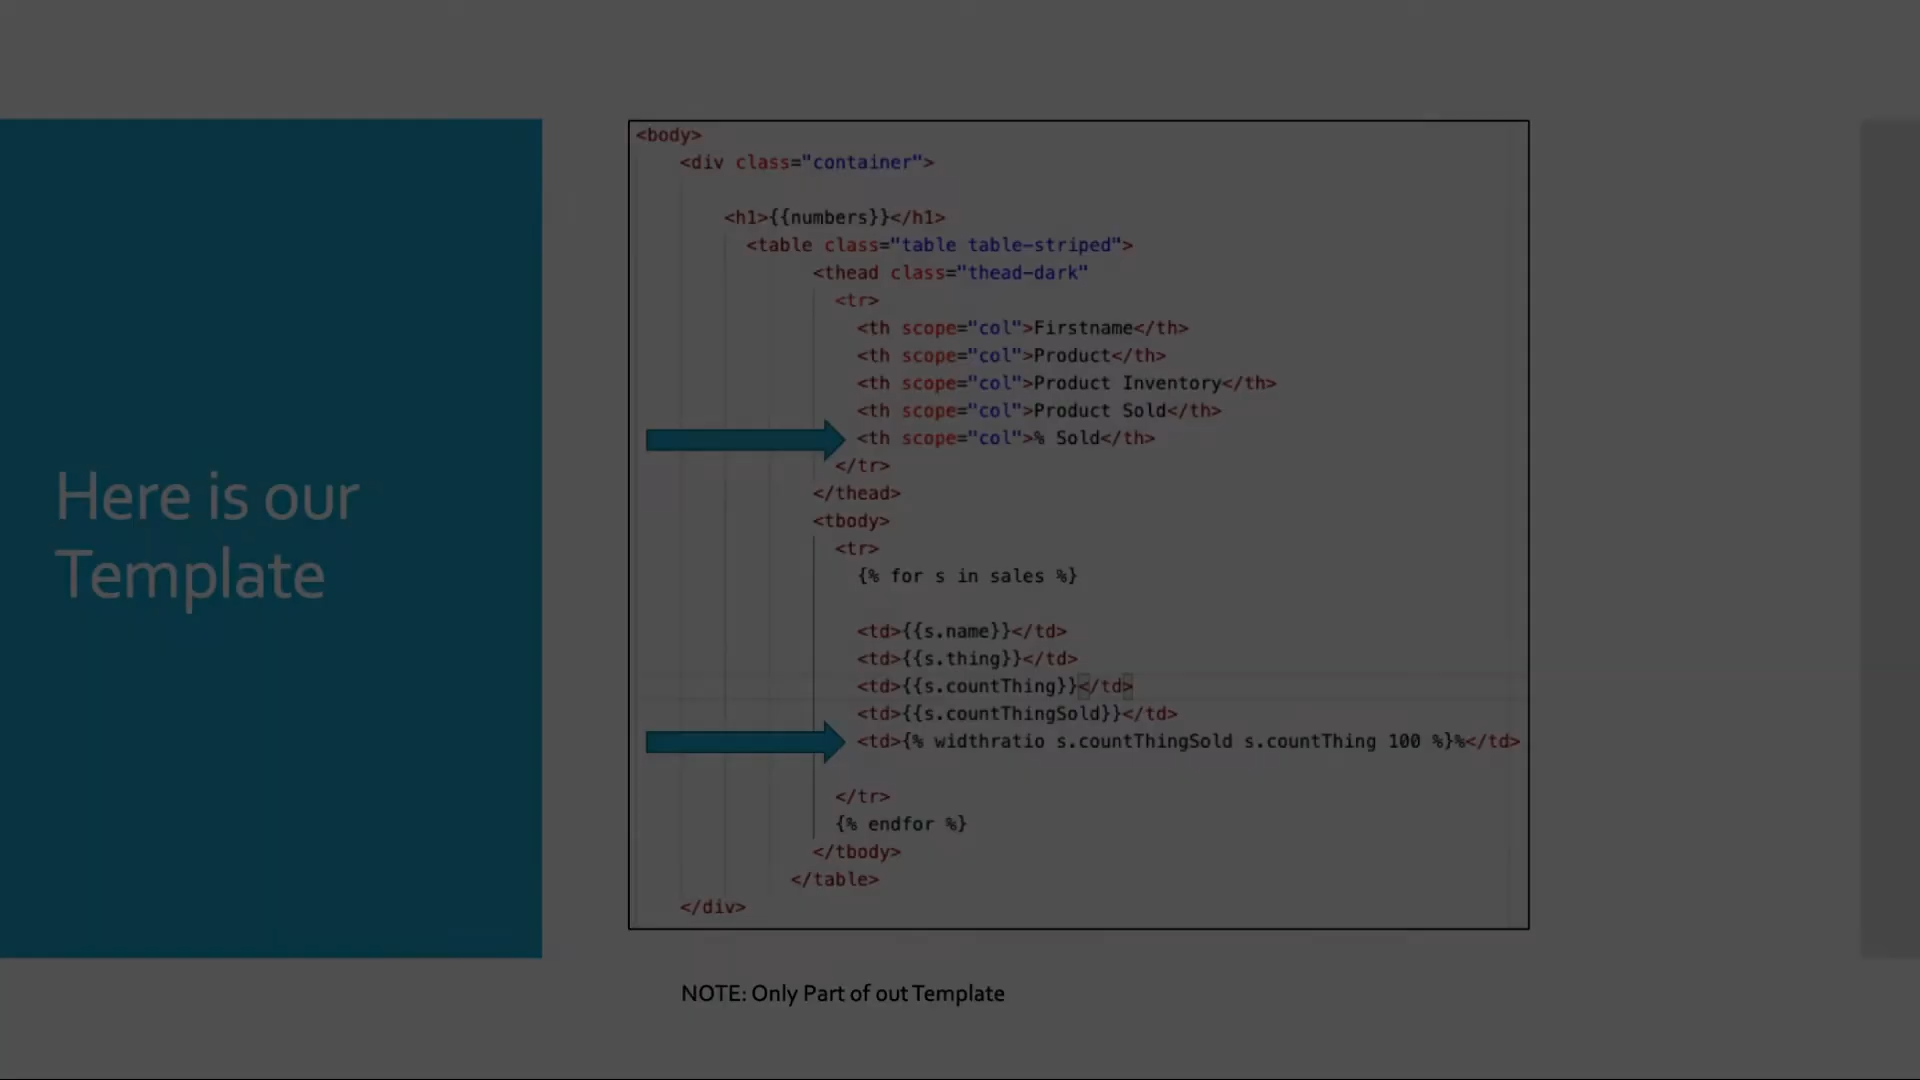 Here is our
Template
<body>
<div class="container">
<h1>{{numbers}}</h1>
<table class="table table-striped">
<thead class="thead-dark"
<tr>
<th scope="col">Firstname</th>
<th scope="col">Product</th>
<th scope="col">Product Inventory</th>
<th scope="col">Product Sold</th>
<th scope="col">% Sold</th>
</tr>
</thead>
<tbody>
<tr>
{% for s in sales %}
<td>{{s.name}}</td>
<td>{{s.thing}}</td>
<td>{{s.countThing}}</td>
<td>{{s.countThingSold}}</td>
<td>{% widthratio s.countThingSold s.countThing 100 %}%</td>
</tr>
{% endfor %}
</tbody>
</table>
</div>
NOTE: Only Part of out Template